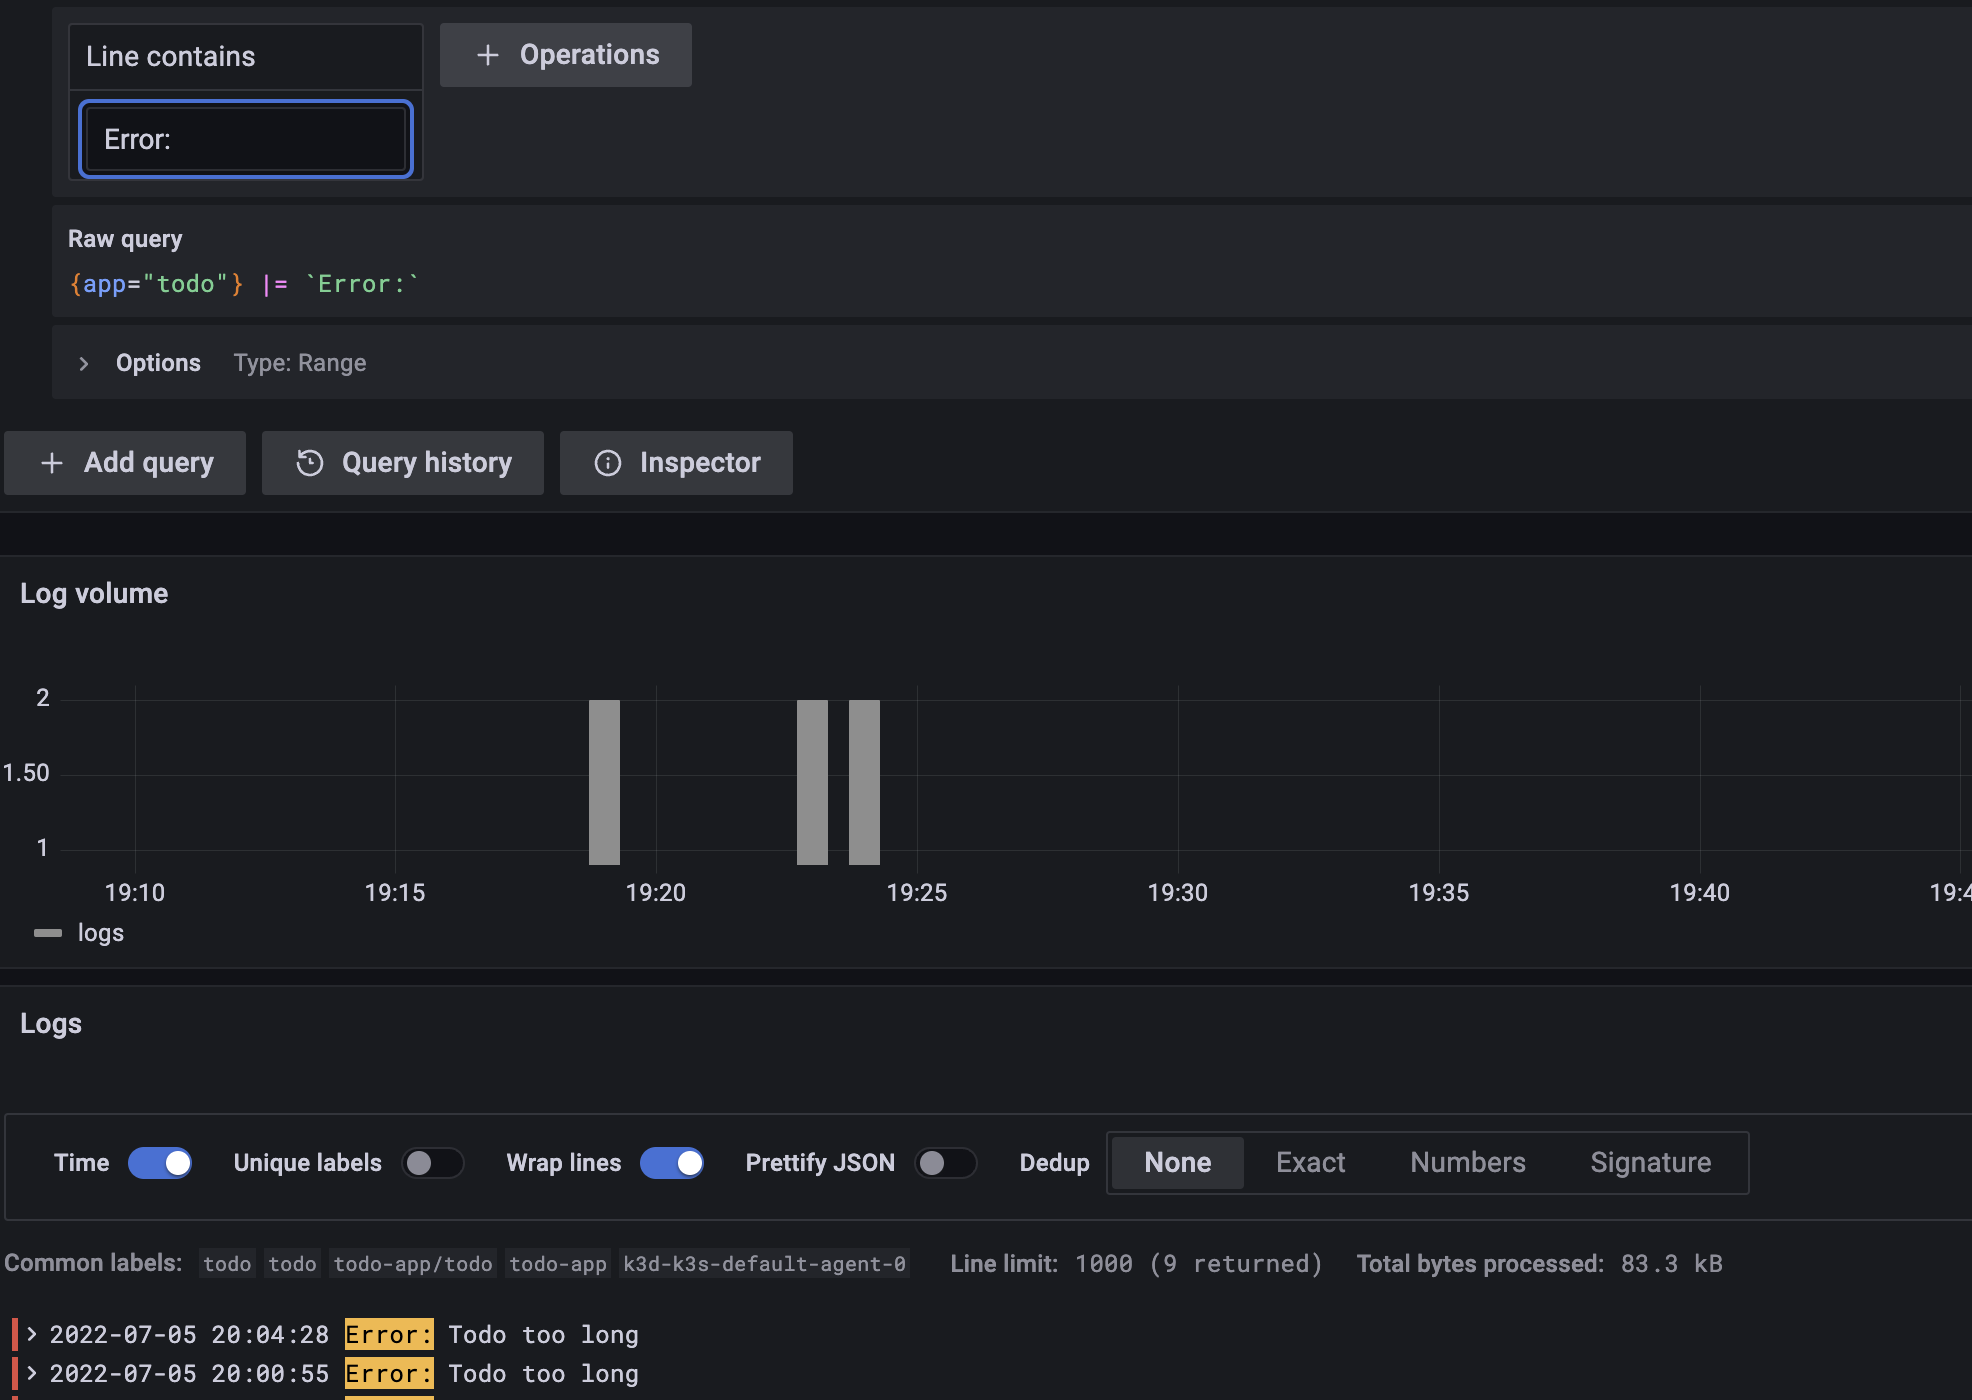 Line contains
+ Operations
Error:
Raw query
{app="todo"} |= `Error:`
Options Type: Range
+ Add query Query history Inspector
Log volume
2
1.50
1
19:10 19:15 19:20 19:25 19:30 19:35 19:40 19:4
logs
Logs
Time Unique labels Wrap lines Prettify JSON Dedup None Exact Numbers Signature
Common labels: todo todo todo-app/todo todo-app k3d-k3s-default-agent-0 Line limit: 1000 (9 returned) Total bytes processed: 83.3 kB
> 2022-07-05 20:04:28 Error: Todo too long
> 2022-07-05 20:00:55 Error: Todo too long